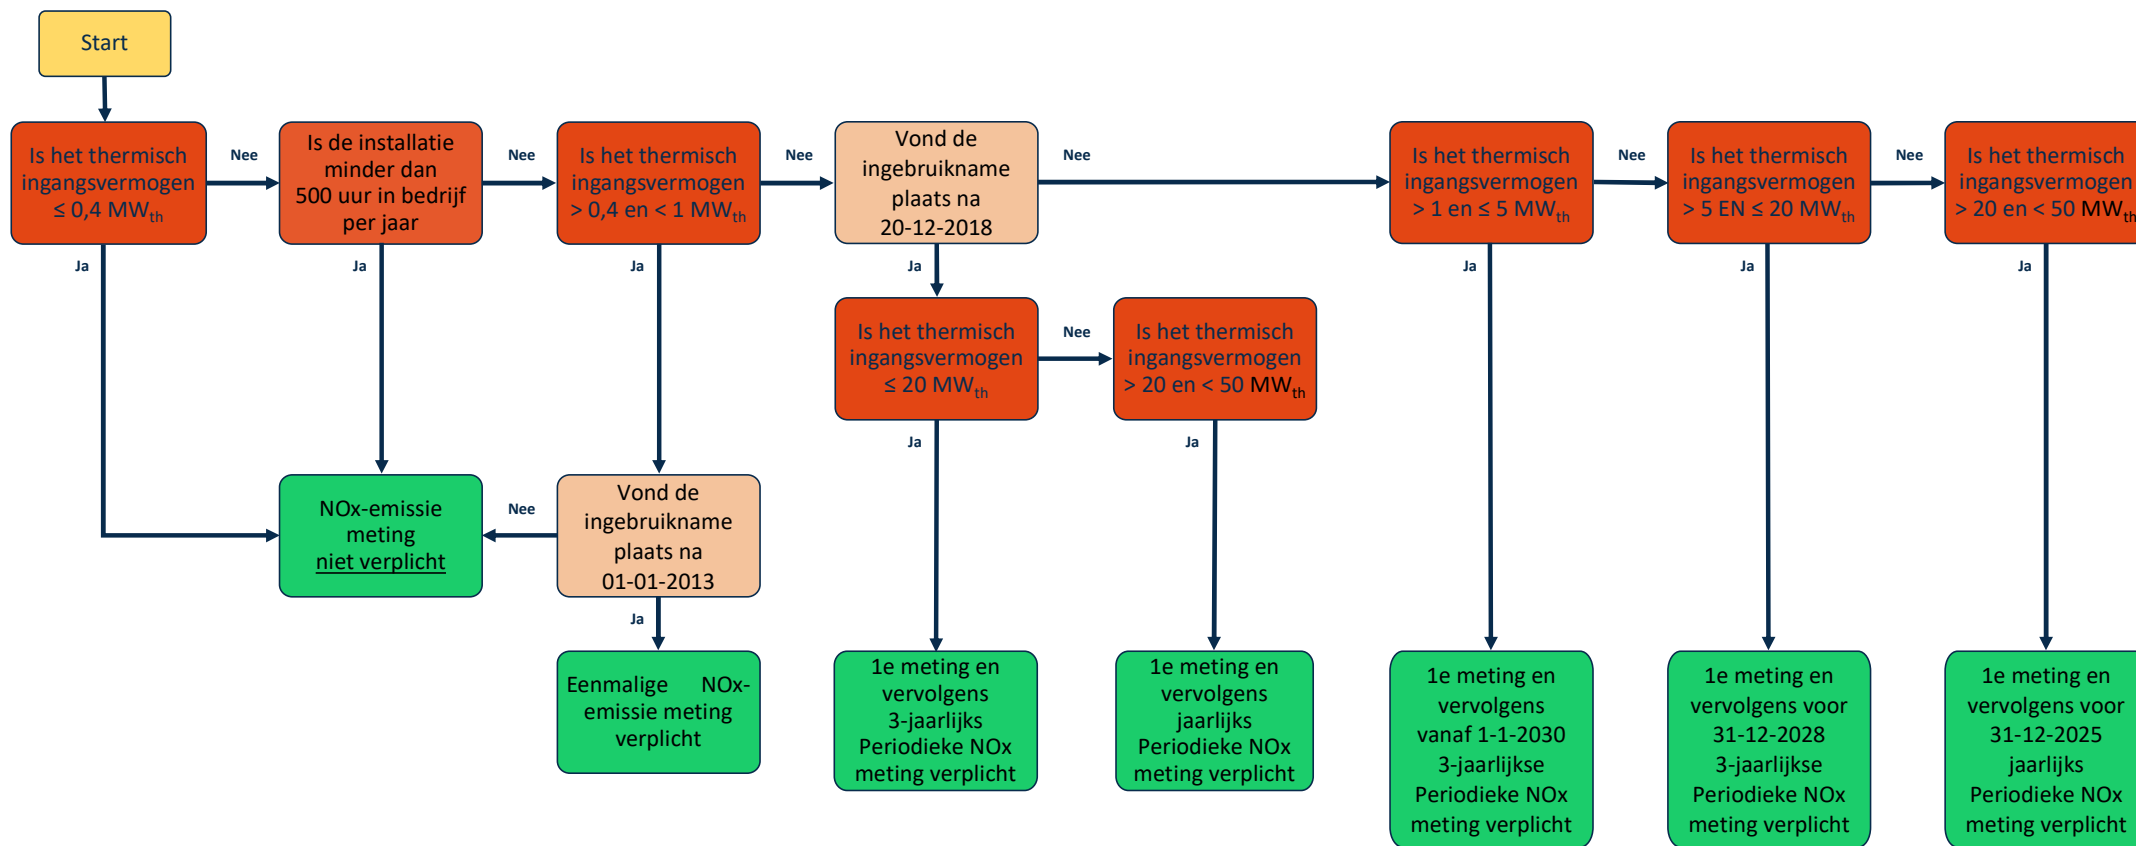 Start
Is het thermisch
ingangsvermogen
≤ 0,4 MWth
Nee
Is de installatie
minder dan
500 uur in bedrijf
per jaar
Nee
Is het thermisch
ingangsvermogen
> 0,4 en < 1 MWth
Nee
Vond de
ingebruikname
plaats na
20-12-2018
Nee
Is het thermisch
ingangsvermogen
> 1 en ≤ 5 MWth
Nee
Is het thermisch
ingangsvermogen
> 5 EN ≤ 20 MWth
Nee
Is het thermisch
ingangsvermogen
> 20 en < 50 MWth
Ja
Ja
Ja
Ja
Ja
Ja
Ja
Is het thermisch
ingangsvermogen
≤ 20 MWth
Nee
Is het thermisch
ingangsvermogen
> 20 en < 50 MWth
Ja
Ja
NOx-emissie
meting
niet verplicht
Nee
Vond de
ingebruikname
plaats na
01-01-2013
Ja
Eenmalige NOx-
emissie meting
verplicht
1e meting en
vervolgens
3-jaarlijks
Periodieke NOx
meting verplicht
1e meting en
vervolgens
jaarlijks
Periodieke NOx
meting verplicht
1e meting en
vervolgens
vanaf 1-1-2030
3-jaarlijkse
Periodieke NOx
meting verplicht
1e meting en
vervolgens voor
31-12-2028
3-jaarlijkse
Periodieke NOx
meting verplicht
1e meting en
vervolgens voor
31-12-2025
jaarlijks
Periodieke NOx
meting verplicht